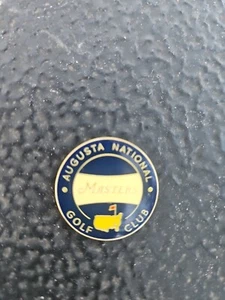 · AUGUSTA NATIONAL ·
Masters
GOLF CLUB